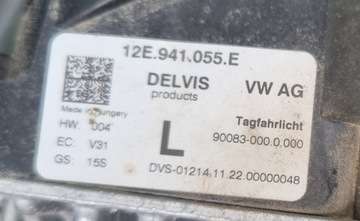 12E.941.055.E
DELVIS VW AG
products
Made in Hungary
HW: 004 L Tagfahrlicht
EC: V31 90083-000.0.000
GS: 15S
DVS-01214.11.22.00000048